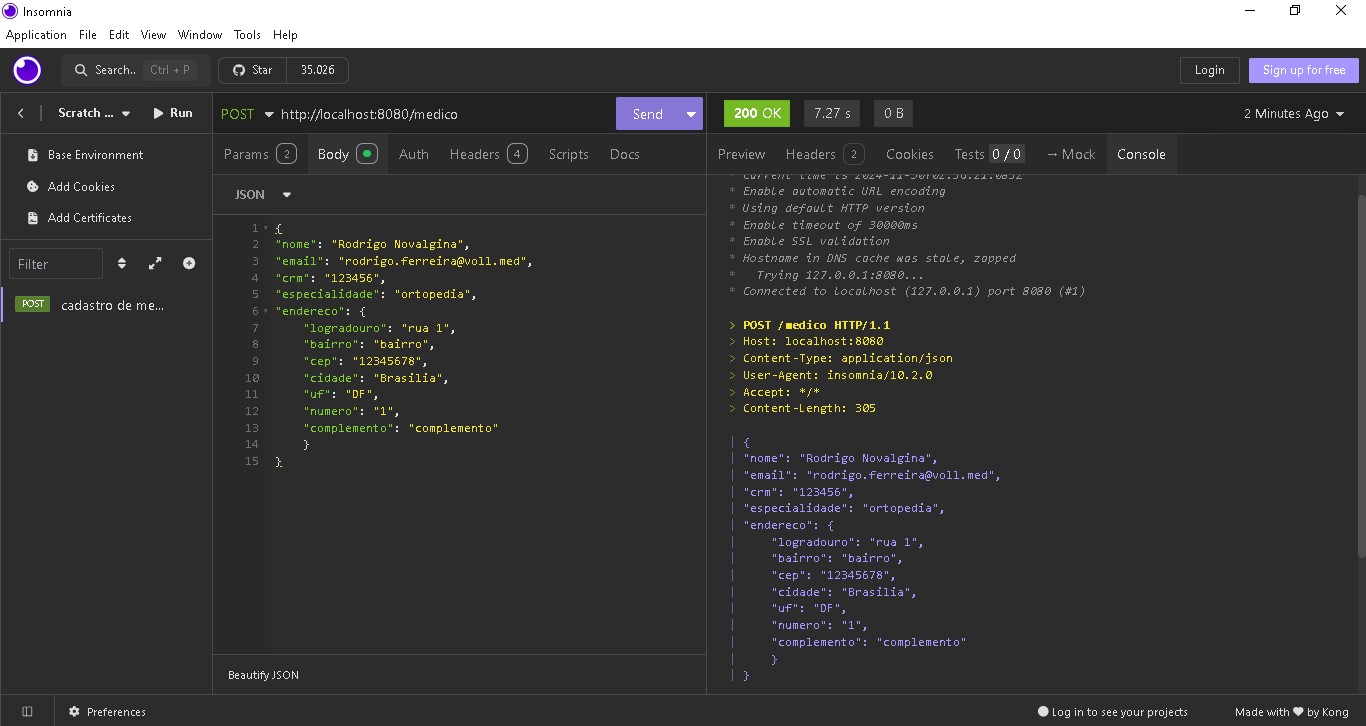 Insomnia
Application File Edit View Window Tools Help
Search.. Ctrl + P
Star 35.026
Login
Sign up for free
Scratch ...
Run
Base Environment
Add Cookies
Add Certificates
Filter
POST cadastro de me...
POST http://localhost:8080/medico
Send
Params 2 Body Auth Headers 4 Scripts Docs
JSON
1 {
2 "nome": "Rodrigo Novalgina",
3 "email": "rodrigo.ferreira@voll.med",
4 "crm": "123456",
5 "especialidade": "ortopedia",
6 "endereco": {
7 "logradouro": "rua 1",
8 "bairro": "bairro",
9 "cep": "12345678",
10 "cidade": "Brasilia",
11 "uf": "DF",
12 "numero": "1",
13 "complemento": "complemento"
14 }
15 }
Beautify JSON
200 OK 7.27 s 0 B
2 Minutes Ago
Preview Headers 2 Cookies Tests 0 / 0 → Mock Console
* Current time is
* Enable automatic URL encoding
* Using default HTTP version
* Enable timeout of 30000ms
* Enable SSL validation
* Hostname in DNS cache was stale, zapped
* Trying 127.0.0.1:8080...
* Connected to localhost (127.0.0.1) port 8080 (#1)
> POST /medico HTTP/1.1
> Host: localhost:8080
> Content-Type: application/json
> User-Agent: insomnia/10.2.0
> Accept: */*
> Content-Length: 305
| {
| "nome": "Rodrigo Novalgina",
| "email": "rodrigo.ferreira@voll.med",
| "crm": "123456",
| "especialidade": "ortopedia",
| "endereco": {
| "logradouro": "rua 1",
| "bairro": "bairro",
| "cep": "12345678",
| "cidade": "Brasilia",
| "uf": "DF",
| "numero": "1",
| "complemento": "complemento"
| }
| }
Preferences
Log in to see your projects
Made with ♥ by Kong